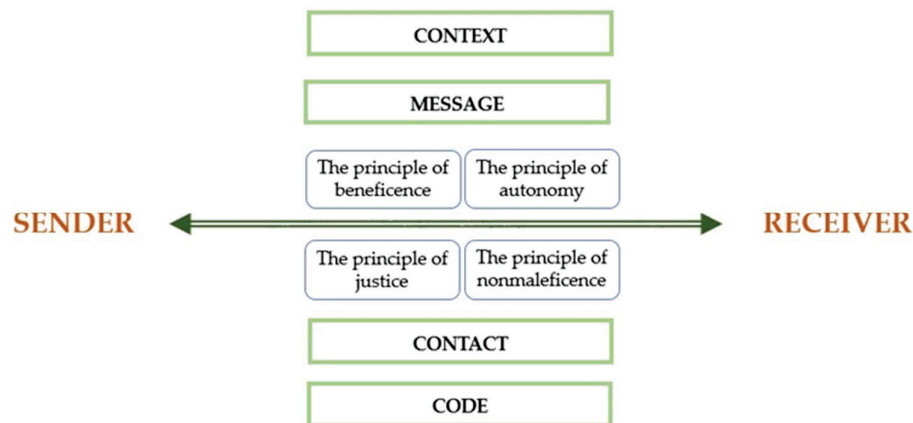 CONTEXT
MESSAGE
The principle of
beneficence
The principle of
autonomy
SENDER
RECEIVER
The principle of
justice
The principle of
nonmaleficence
CONTACT
CODE